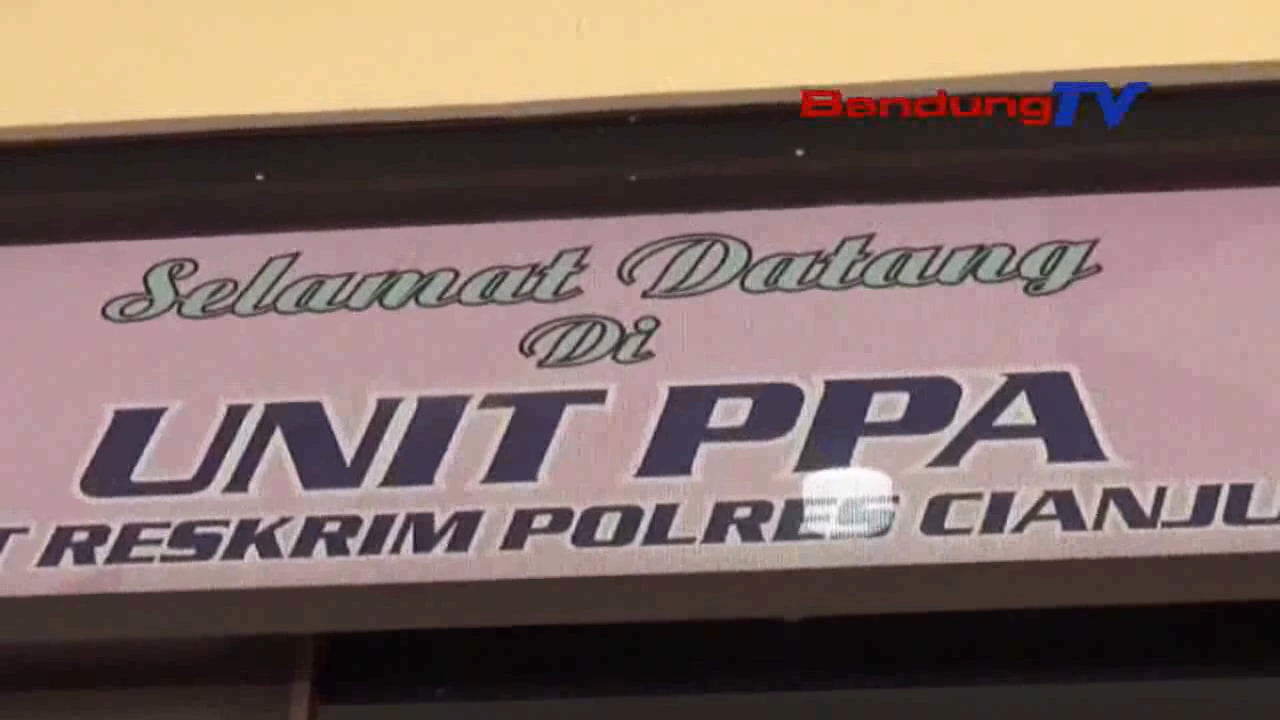 BandungTV
Selamat Datang
Di
UNIT PPA
T RESKRIM POLRES CIANJU